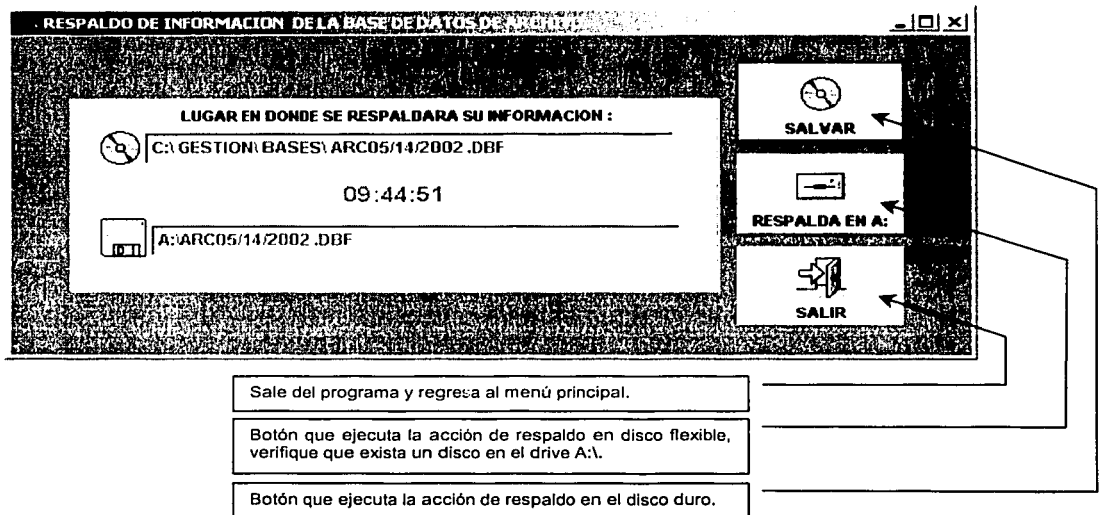 . RESPALDO DE INFORMACION DE LA BASE DE DATOS DE ARCHIVO
LUGAR EN DONDE SE RESPALDARA SU INFORMACION :
C:\GESTION\BASES\ARC05/14/2002 .DBF
09:44:51
A:\ARC05/14/2002 .DBF
SALVAR
RESPALDA EN A:
SALIR
Sale del programa y regresa al menú principal.
Botón que ejecuta la acción de respaldo en disco flexible,
verifique que exista un disco en el drive A:\.
Botón que ejecuta la acción de respaldo en el disco duro.